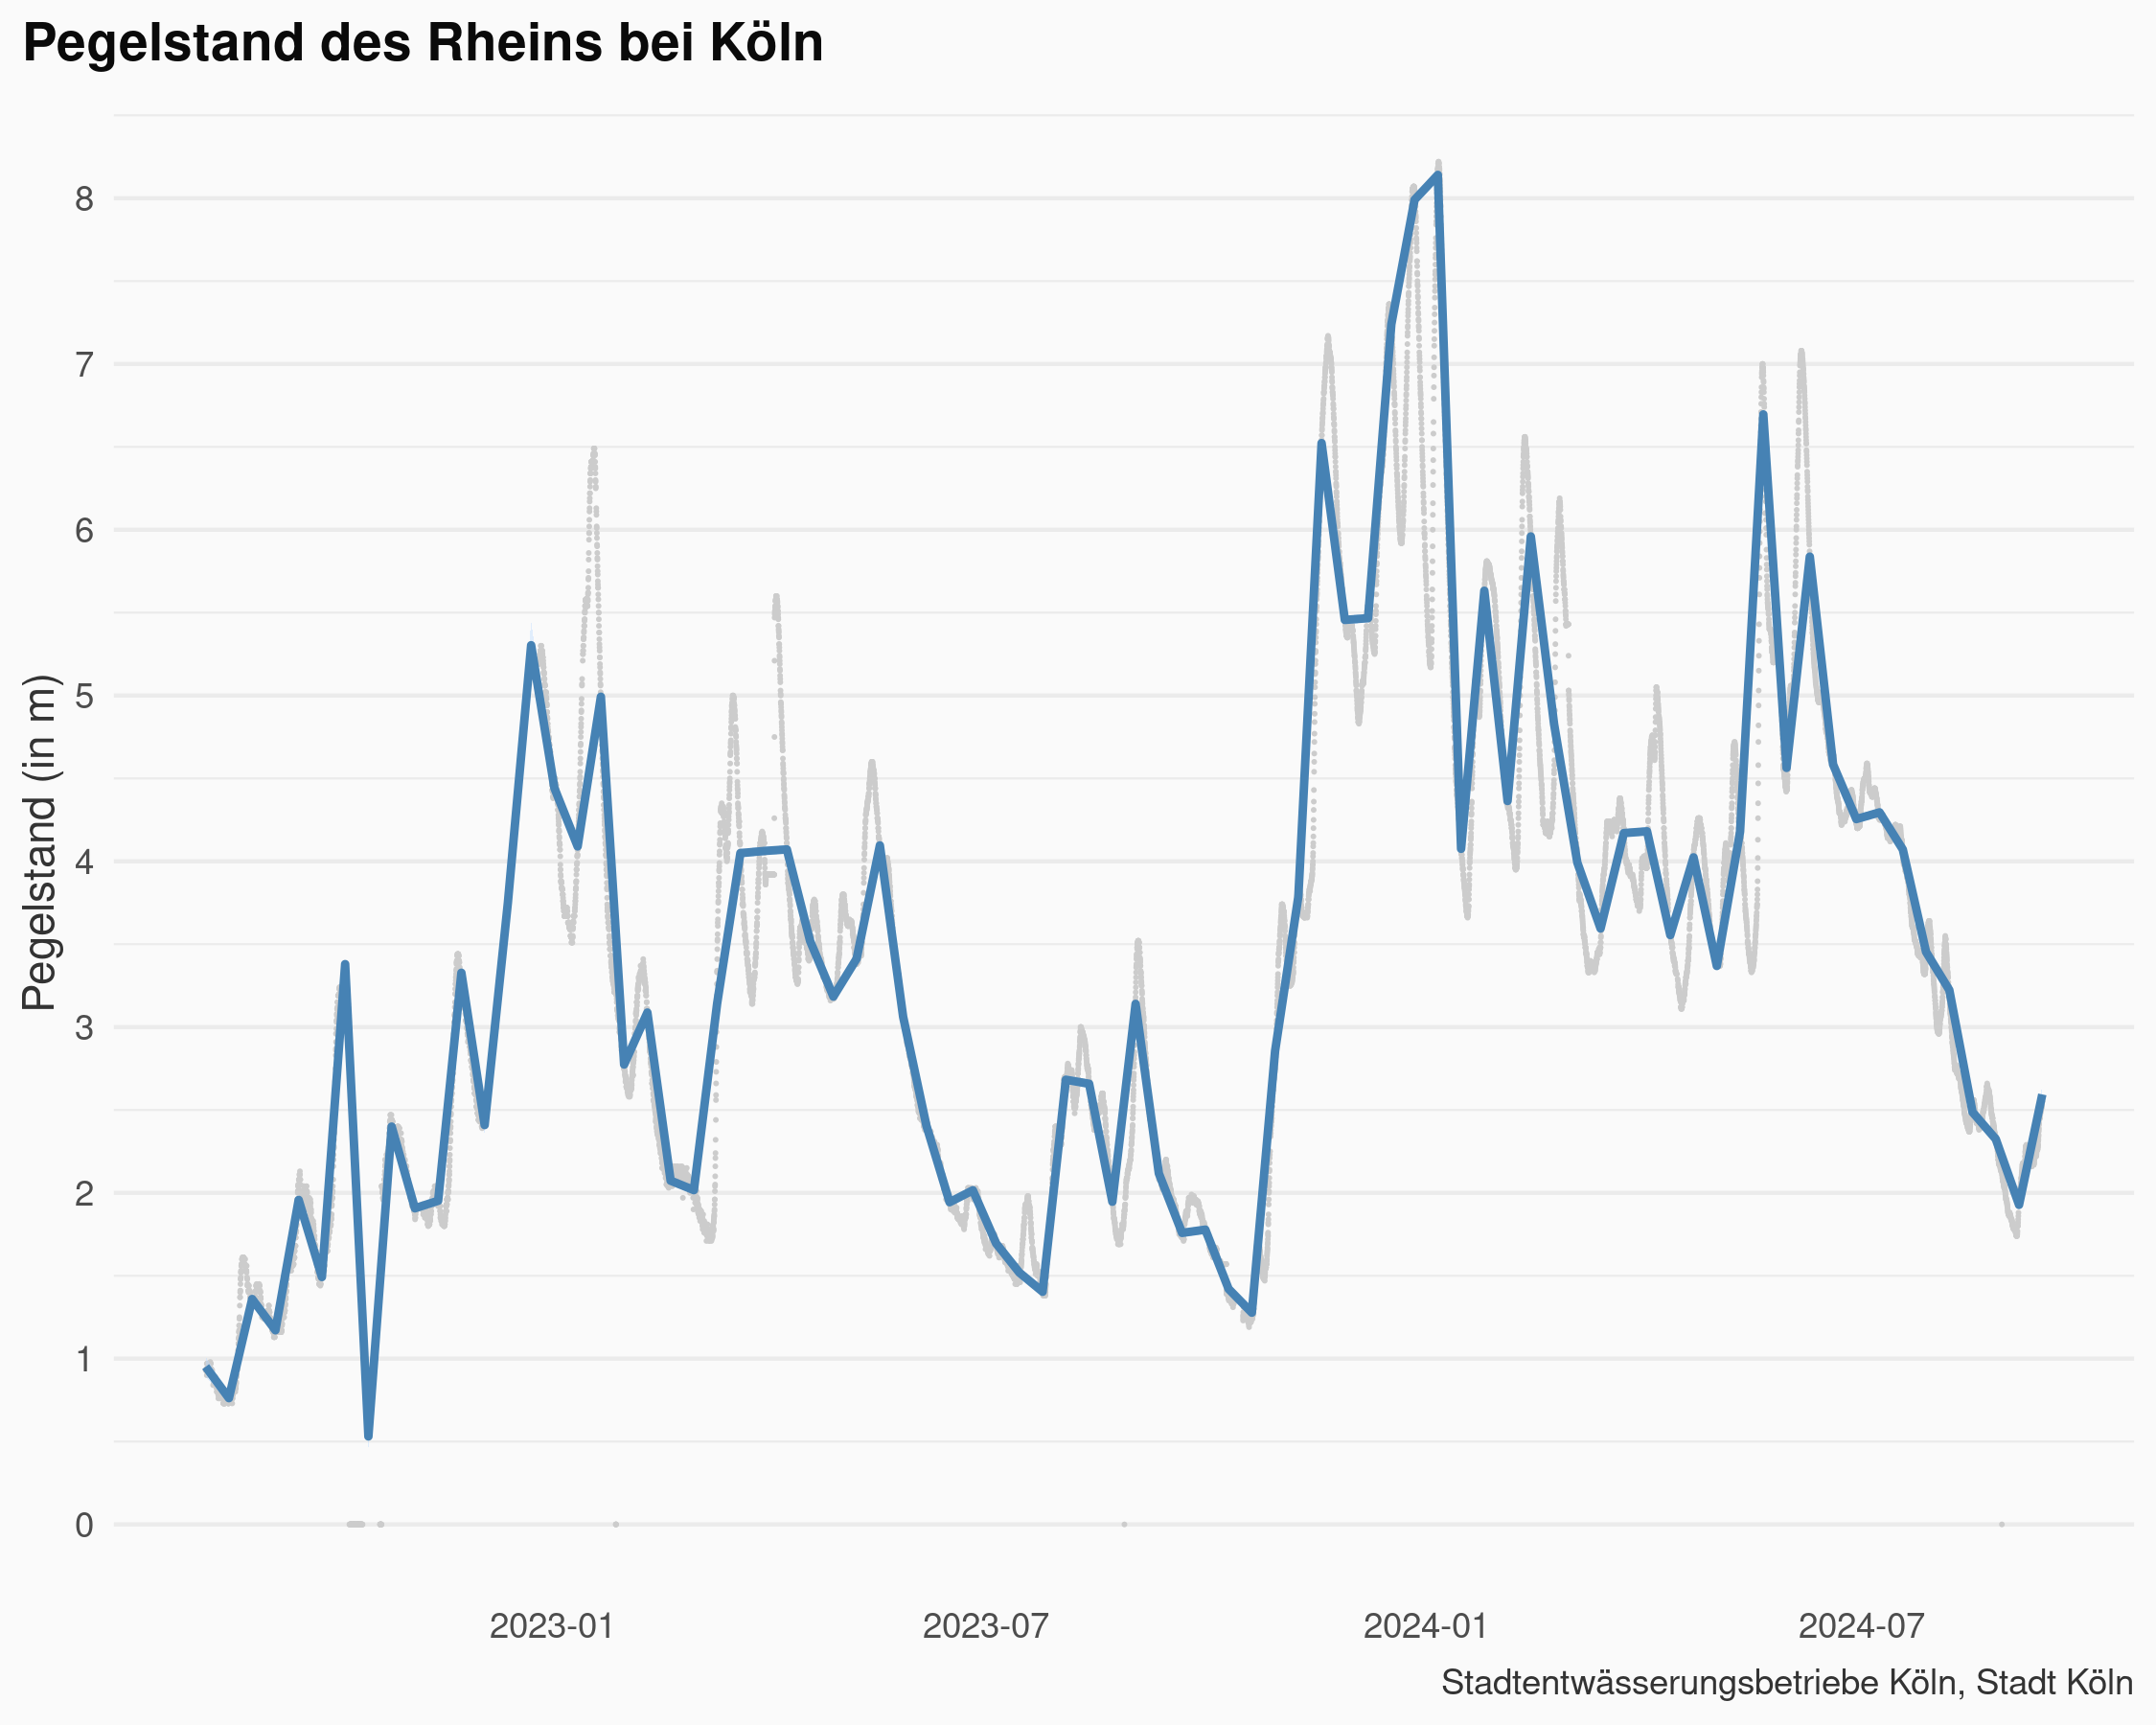 Pegelstand des Rheins bei Köln
Pegelstand (in m)
8
7
6
5
4
3
2
1
0
2023-01 2023-07 2024-01 2024-07
Stadtentwässerungsbetriebe Köln, Stadt Köln